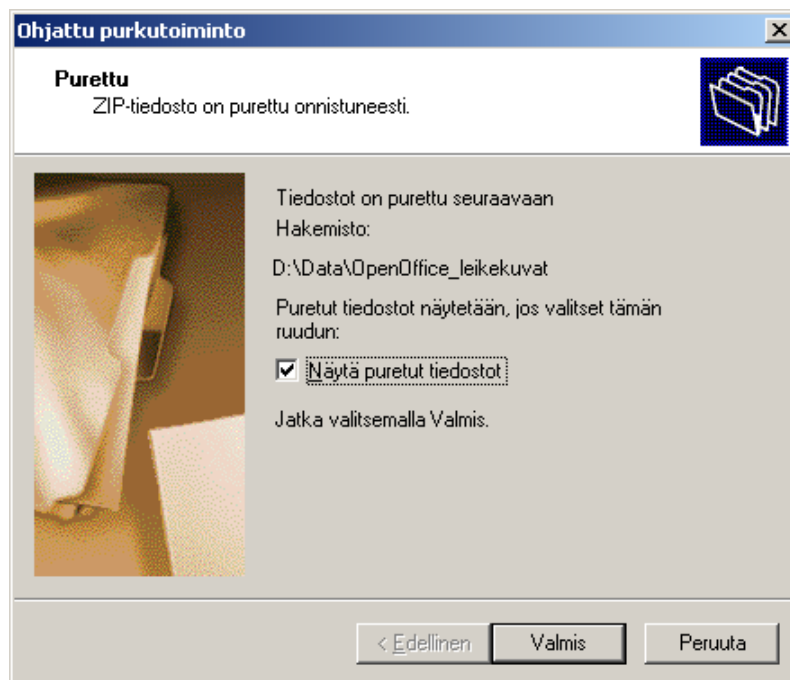 Ohjattu purkutoiminto
Purettu
ZIP-tiedosto on purettu onnistuneesti.
Tiedostot on purettu seuraavaan
Hakemisto:
D:\Data\OpenOffice_leikekuvat
Puretut tiedostot näytetään, jos valitset tämän
ruudun:
Näytä puretut tiedostot
Jatka valitsemalla Valmis.
< Edellinen
Valmis
Peruuta